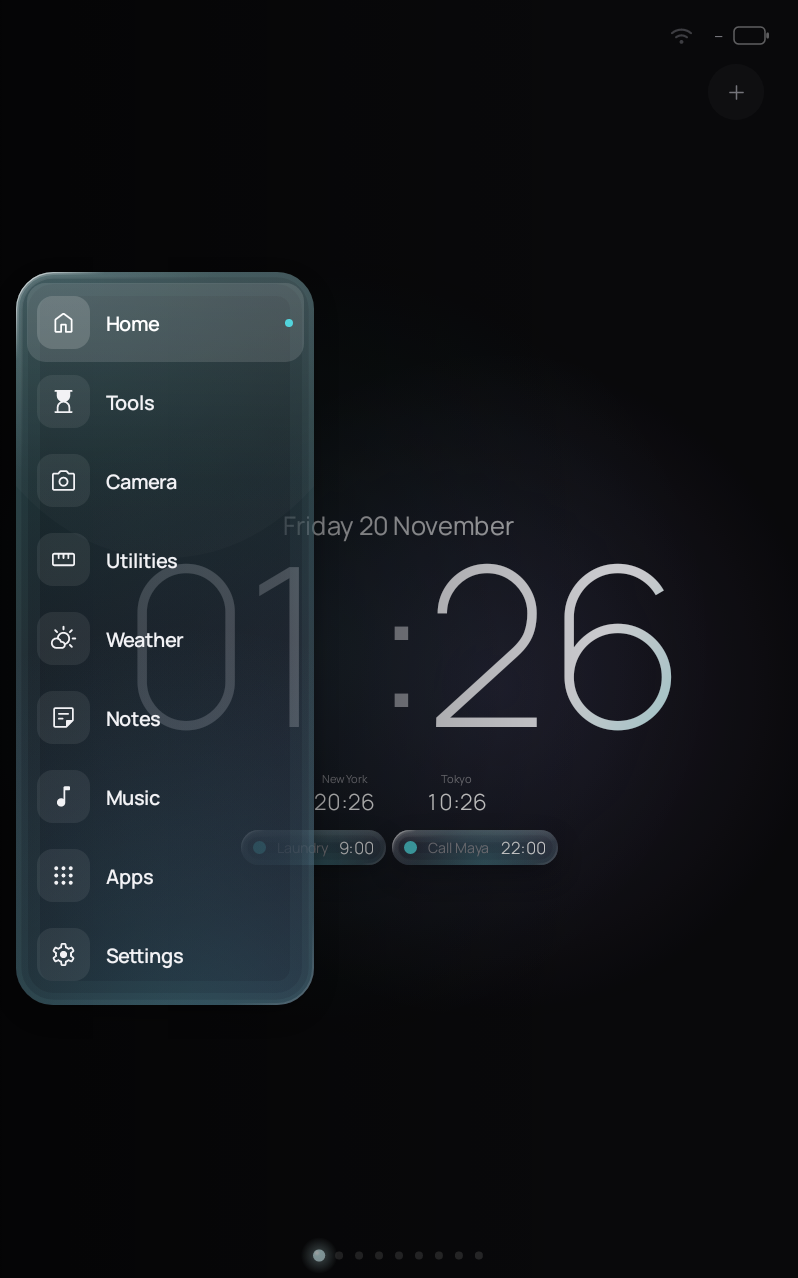 –
+
Home
Tools
Camera
Utilities
Weather
Notes
Music
Apps
Settings
Friday 20 November
01:26
New York
20:26
Tokyo
10:26
Laundry 9:00
Call Maya 22:00